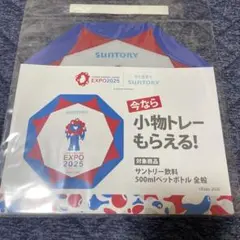 SUNTORY
EXPO2025
SUNTORY
今なら
小物トレー
もらえる!
対象商品
サントリー飲料
500mlペットボトル 全般
EXPO
2025